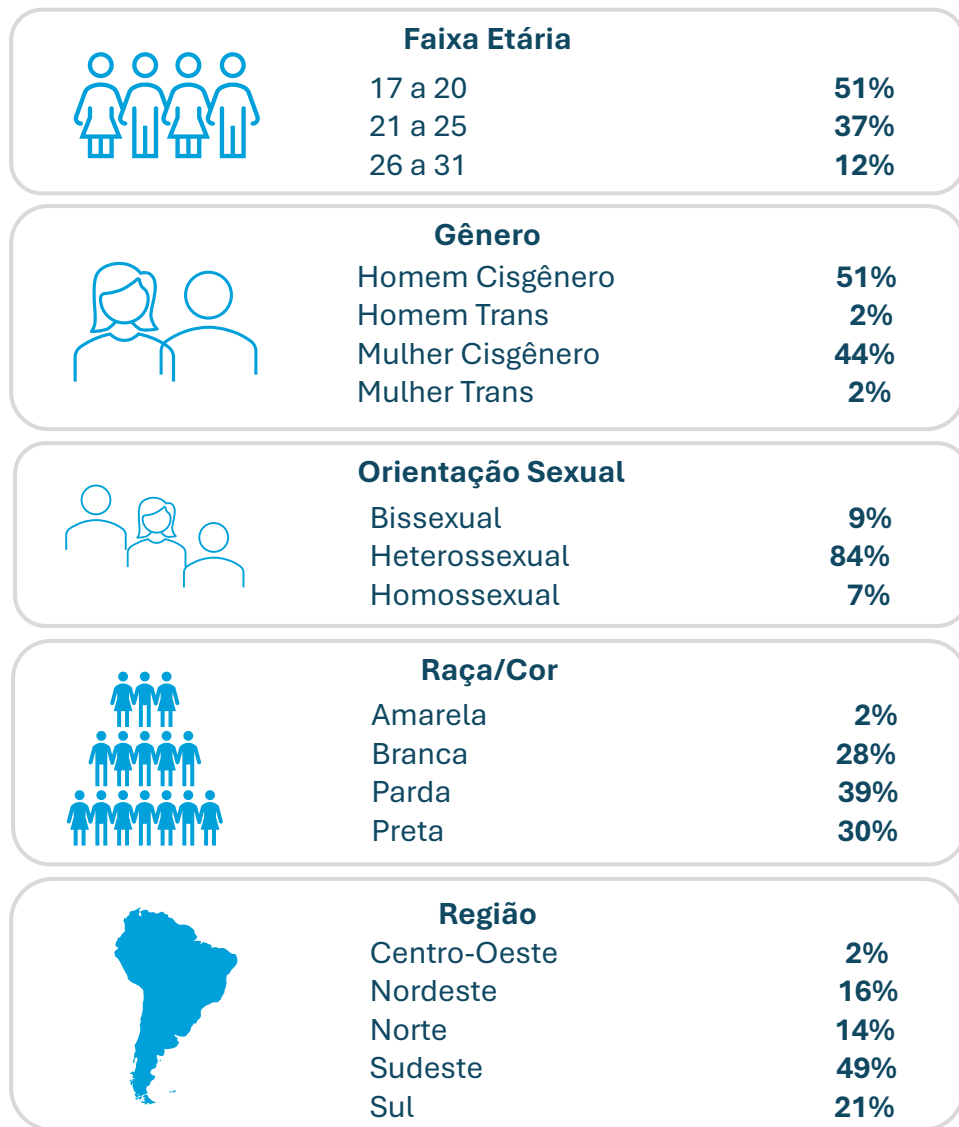 Faixa Etária
17 a 20 51%
21 a 25 37%
26 a 31 12%
Gênero
Homem Cisgênero 51%
Homem Trans 2%
Mulher Cisgênero 44%
Mulher Trans 2%
Orientação Sexual
Bissexual 9%
Heterossexual 84%
Homossexual 7%
Raça/Cor
Amarela 2%
Branca 28%
Parda 39%
Preta 30%
Região
Centro-Oeste 2%
Nordeste 16%
Norte 14%
Sudeste 49%
Sul 21%